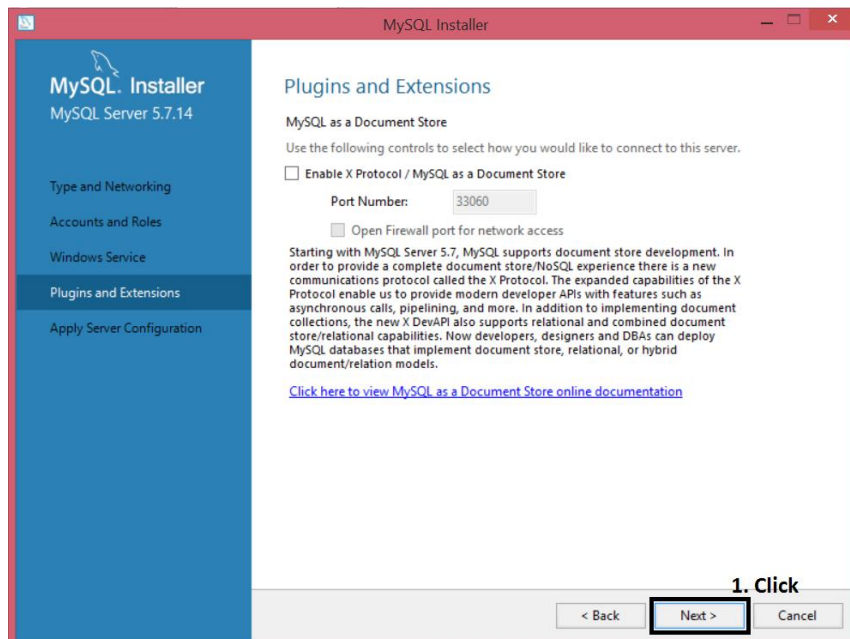 MySQL Installer
MySQL. Installer
MySQL Server 5.7.14
Type and Networking
Accounts and Roles
Windows Service
Plugins and Extensions
Apply Server Configuration
Plugins and Extensions
MySQL as a Document Store
Use the following controls to select how you would like to connect to this server.
Enable X Protocol / MySQL as a Document Store
Port Number: 33060
Open Firewall port for network access
Starting with MySQL Server 5.7, MySQL supports document store development. In
order to provide a complete document store/NoSQL experience there is a new
communications protocol called the X Protocol. The expanded capabilities of the X
Protocol enable us to provide modern developer APIs with features such as
asynchronous calls, pipelining, and more. In addition to implementing document
collections, the new X DevAPI also supports relational and combined document
store/relational capabilities. Now developers, designers and DBAs can deploy
MySQL databases that implement document store, relational, or hybrid
document/relation models.
Click here to view MySQL as a Document Store online documentation
1. Click
< Back Next > Cancel